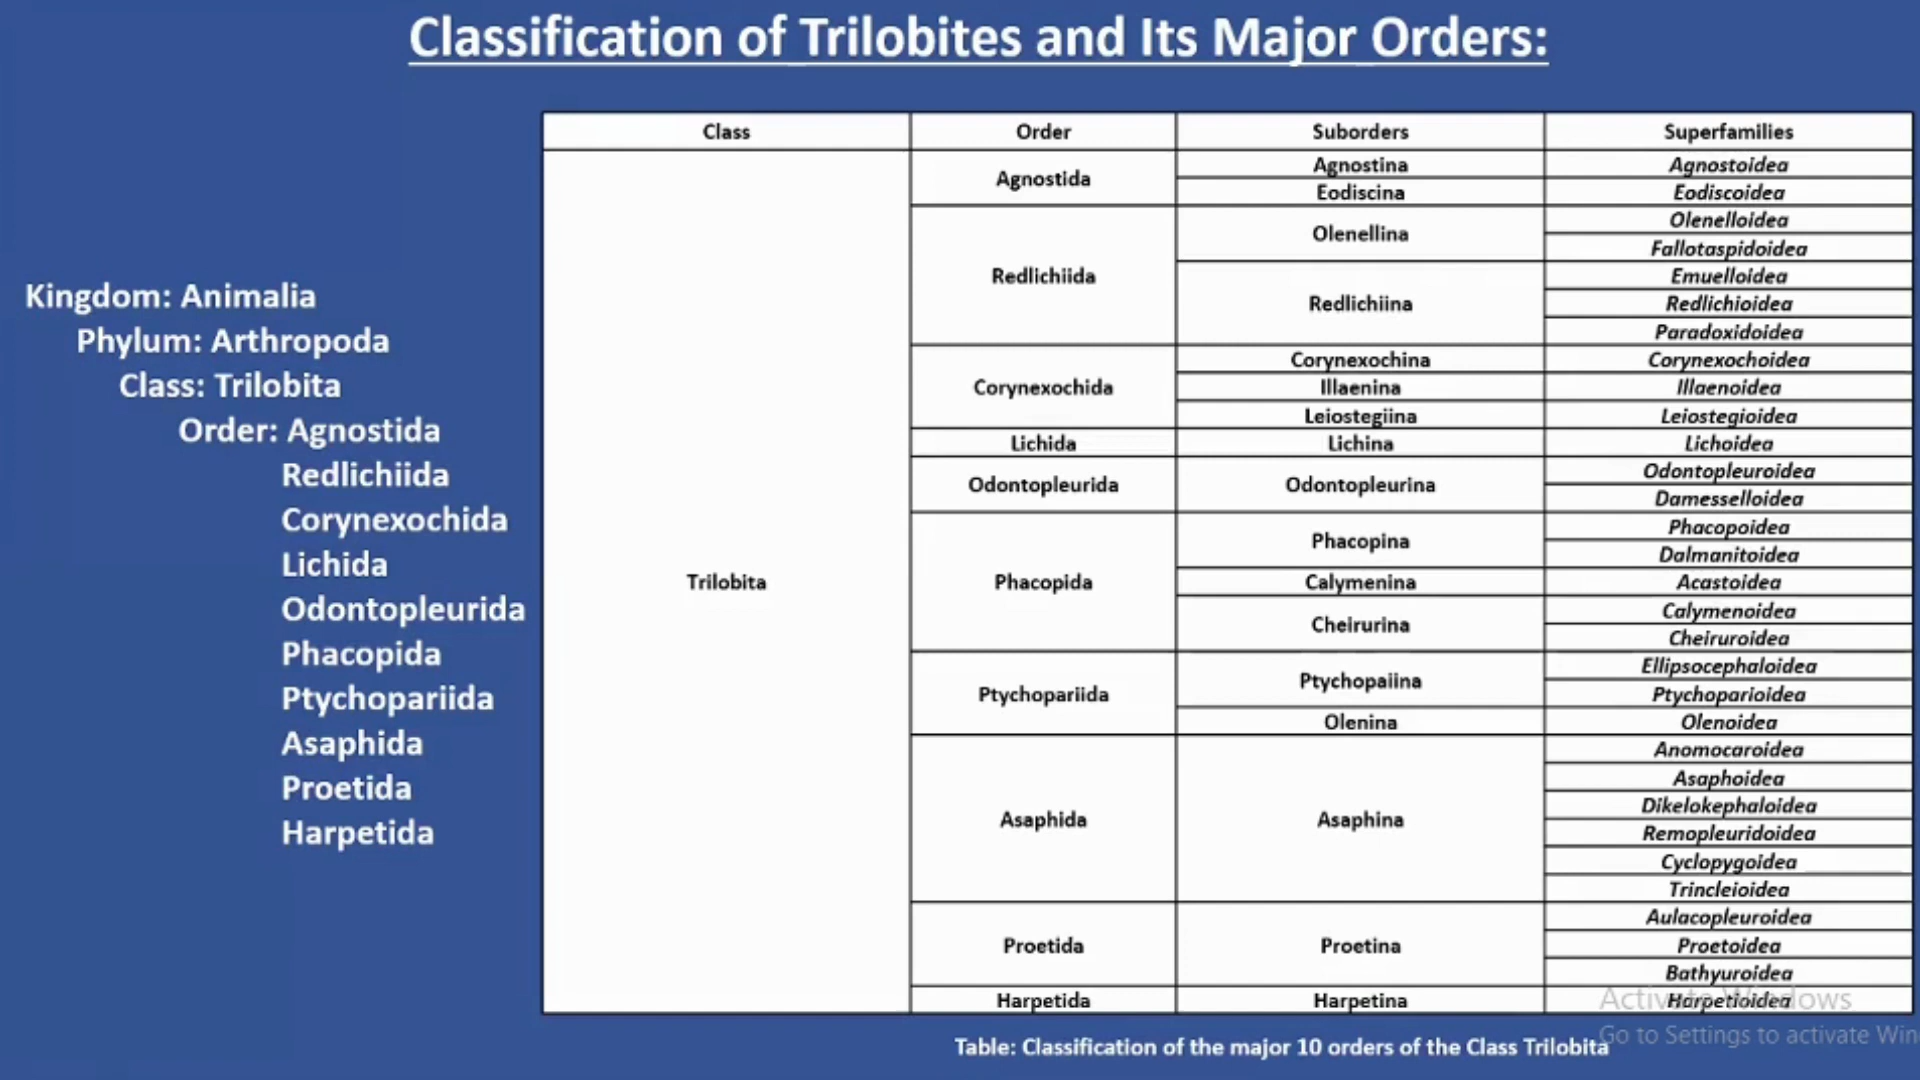 Classification of Trilobites and Its Major Orders:
Kingdom: Animalia
Phylum: Arthropoda
Class: Trilobita
Order: Agnostida
Redlichiida
Corynexochida
Lichida
Odontopleurida
Phacopida
Ptychopariida
Asaphida
Proetida
Harpetida
Class Order Suborders Superfamilies
Trilobita
Agnostida
Agnostina Agnostoidea
Eodiscina Eodiscoidea
Redlichiida
Olenellina
Olenelloidea
Fallotaspidoidea
Redlichiina
Emuelloidea
Redlichioidea
Paradoxidoidea
Corynexochida
Corynexochina Corynexochoidea
Illaenina Illaenoidea
Leiostegiina Leiostegioidea
Lichida Lichina Lichoidea
Odontopleurida
Odontopleurina
Odontopleuroidea
Damesselloidea
Phacopida
Phacopina
Phacopoidea
Dalmanitoidea
Calymenina Acastoidea
Cheirurina
Calymenoidea
Cheiruroidea
Ptychopariida
Ptychopaiina
Ellipsocephaloidea
Ptychoparioidea
Olenina Olenoidea
Asaphida
Asaphina
Anomocaroidea
Asaphoidea
Dikelokephaloidea
Remopleuridoidea
Cyclopygoidea
Trincleioidea
Proetida
Proetina
Aulacopleuroidea
Proetoidea
Bathyuroidea
Harpetida Harpetina Harpetioidea
Table: Classification of the major 10 orders of the Class Trilobita
Activate Windows
Go to Settings to activate Win